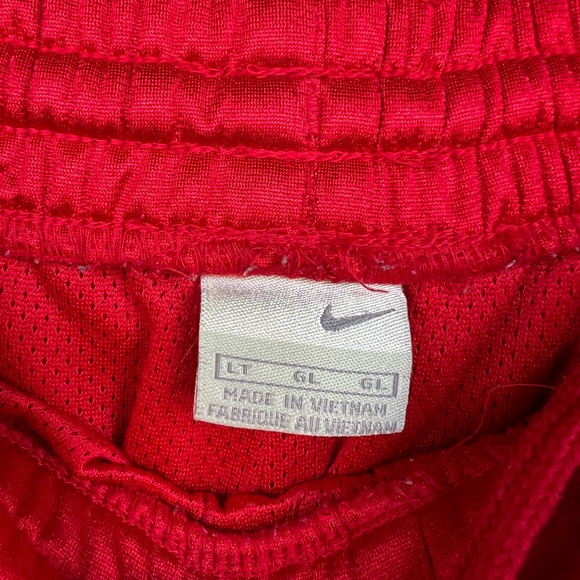 LT GL GL
MADE IN VIETNAM
FABRIQUE AU VIETNAM